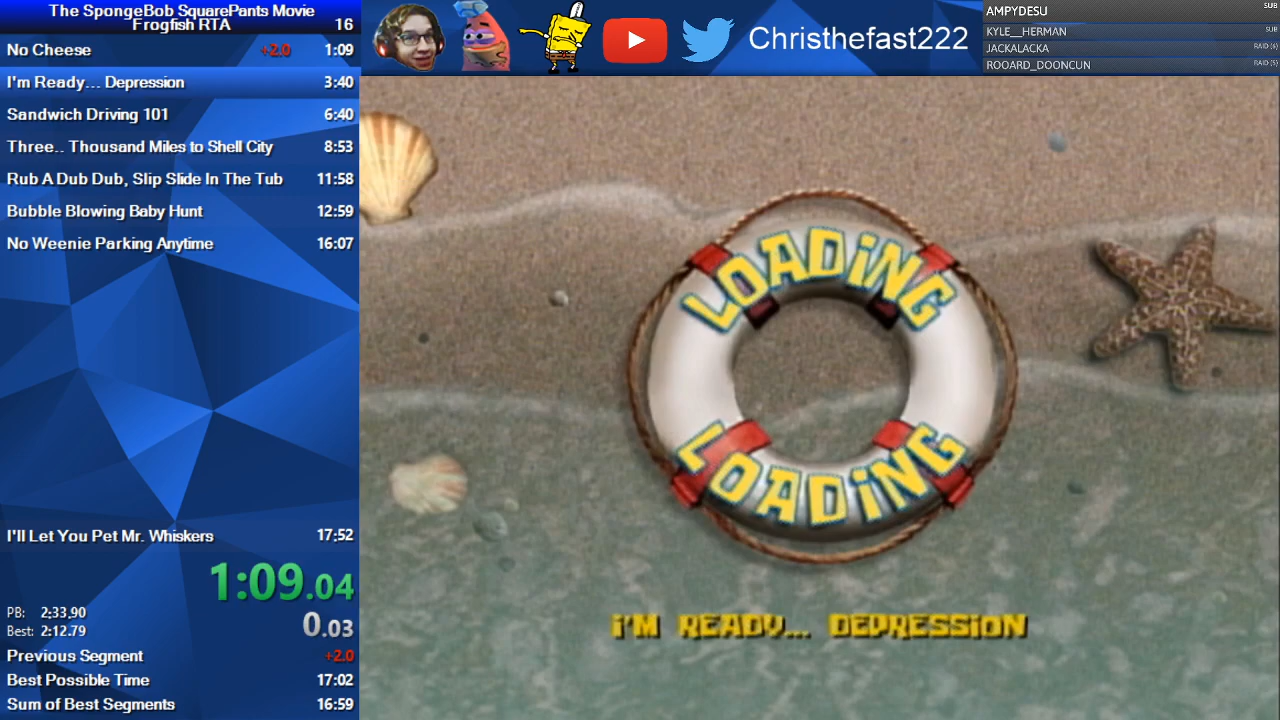 The SpongeBob SquarePants Movie
Frogfish RTA 16
No Cheese +2.0 1:09
I'm Ready... Depression 3:40
Sandwich Driving 101 6:40
Three.. Thousand Miles to Shell City 8:53
Rub A Dub Dub, Slip Slide In The Tub 11:58
Bubble Blowing Baby Hunt 12:59
No Weenie Parking Anytime 16:07
I'll Let You Pet Mr. Whiskers 17:52
1:09.04
PB: 2:33.90
Best: 2:12.79
0.03
Previous Segment +2.0
Best Possible Time 17:02
Sum of Best Segments 16:59
Christhefast222
AMPYDESU SUB
KYLE__HERMAN SUB
JACKALACKA RAID (6)
ROOARD_DOONCUN RAID (5)
LOADiNG
LOADiNG
i'M READY... DEPRESSiON